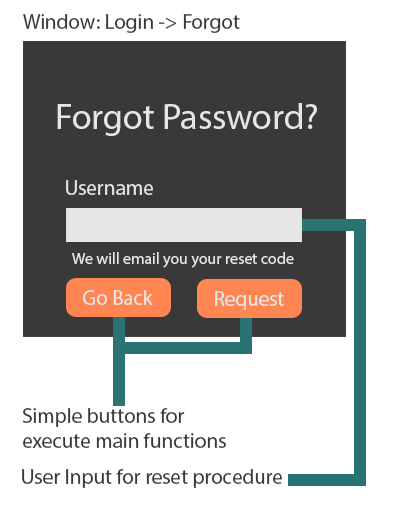 Window: Login -> Forgot
Forgot Password?
Username
We will email you your reset code
Go Back
Request
Simple buttons for
execute main functions
User Input for reset procedure